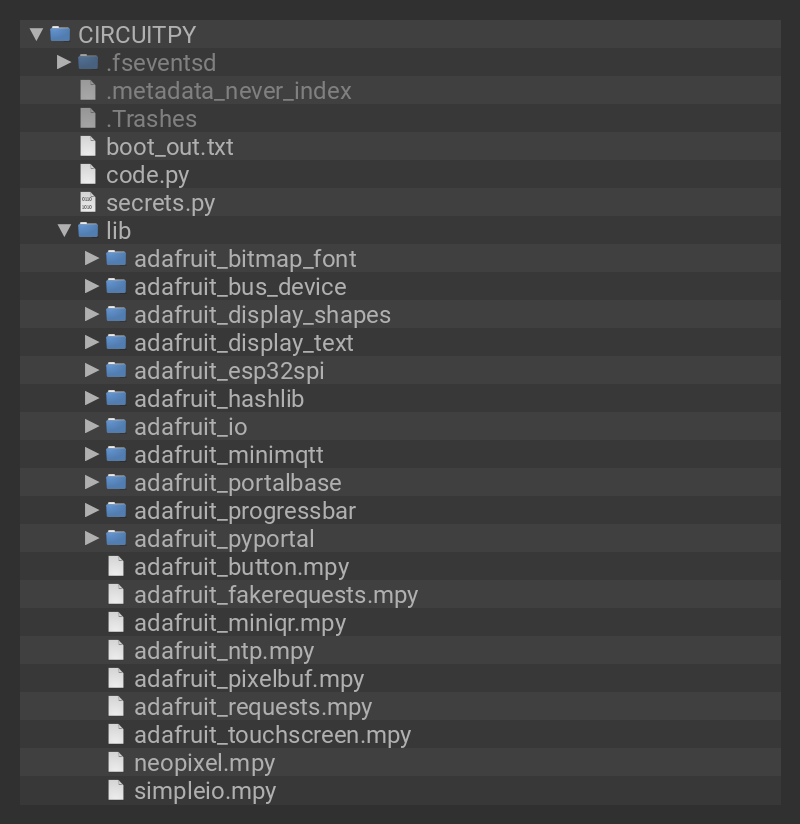 CIRCUITPY
.fseventsd
.metadata_never_index
.Trashes
boot_out.txt
code.py
secrets.py
lib
adafruit_bitmap_font
adafruit_bus_device
adafruit_display_shapes
adafruit_display_text
adafruit_esp32spi
adafruit_hashlib
adafruit_io
adafruit_minimqtt
adafruit_portalbase
adafruit_progressbar
adafruit_pyportal
adafruit_button.mpy
adafruit_fakerequests.mpy
adafruit_miniqr.mpy
adafruit_ntp.mpy
adafruit_pixelbuf.mpy
adafruit_requests.mpy
adafruit_touchscreen.mpy
neopixel.mpy
simpleio.mpy